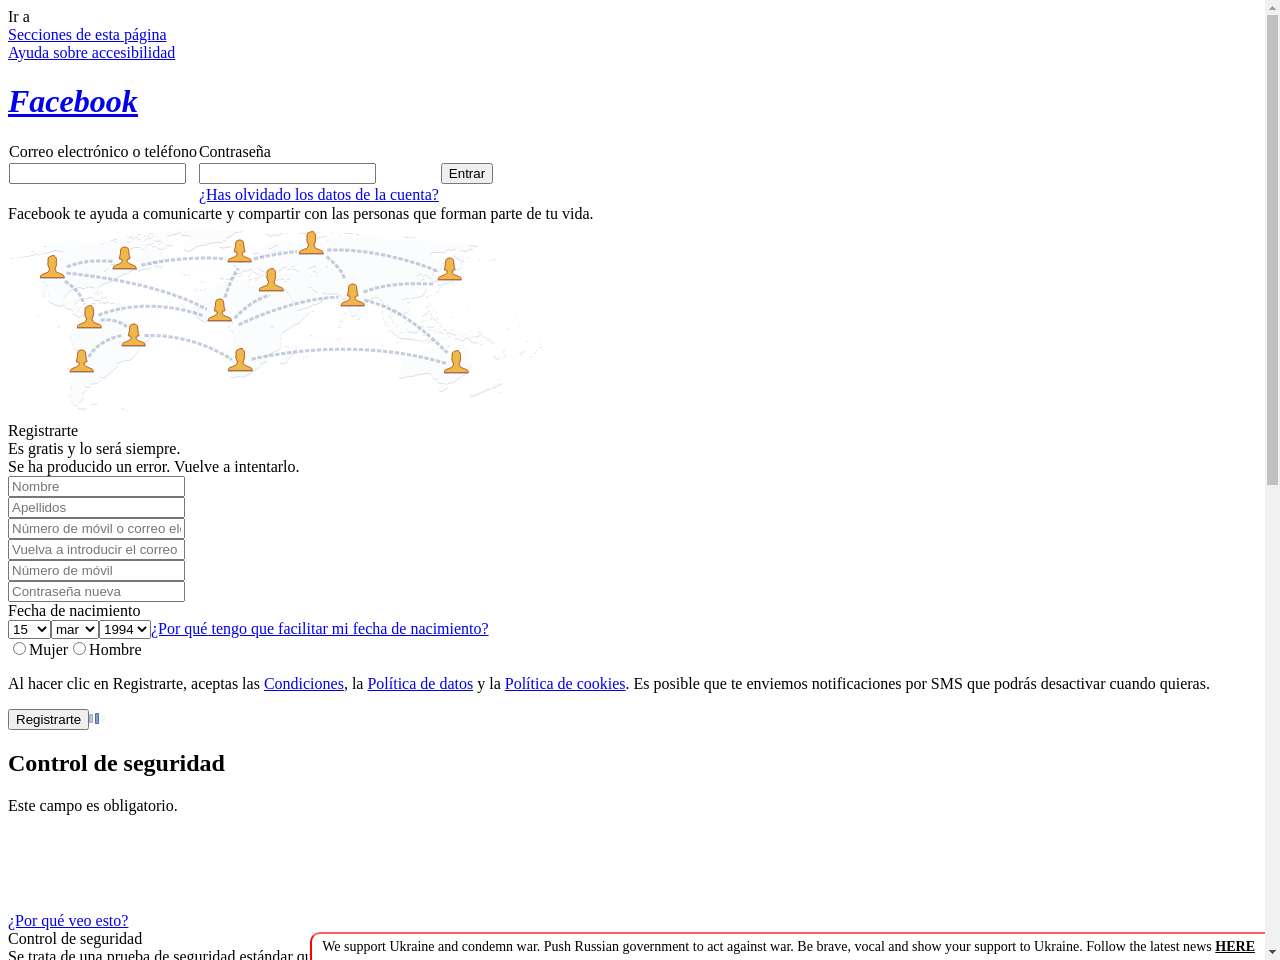 Ir a
Secciones de esta página
Ayuda sobre accesibilidad
Facebook
Correo electrónico o teléfono Contraseña
Entrar
¿Has olvidado los datos de la cuenta?
Facebook te ayuda a comunicarte y compartir con las personas que forman parte de tu vida.
Registrarte
Es gratis y lo será siempre.
Se ha producido un error. Vuelve a intentarlo.
Nombre
Apellidos
Número de móvil o correo el
Vuelva a introducir el correo
Número de móvil
Contraseña nueva
Fecha de nacimiento
15 mar 1994 ¿Por qué tengo que facilitar mi fecha de nacimiento?
Mujer Hombre
Al hacer clic en Registrarte, aceptas las Condiciones, la Política de datos y la Política de cookies. Es posible que te enviemos notificaciones por SMS que podrás desactivar cuando quieras.
Registrarte
Control de seguridad
Este campo es obligatorio.
¿Por qué veo esto?
Control de seguridad
Se trata de una prueba de seguridad estándar qu
We support Ukraine and condemn war. Push Russian government to act against war. Be brave, vocal and show your support to Ukraine. Follow the latest news HERE